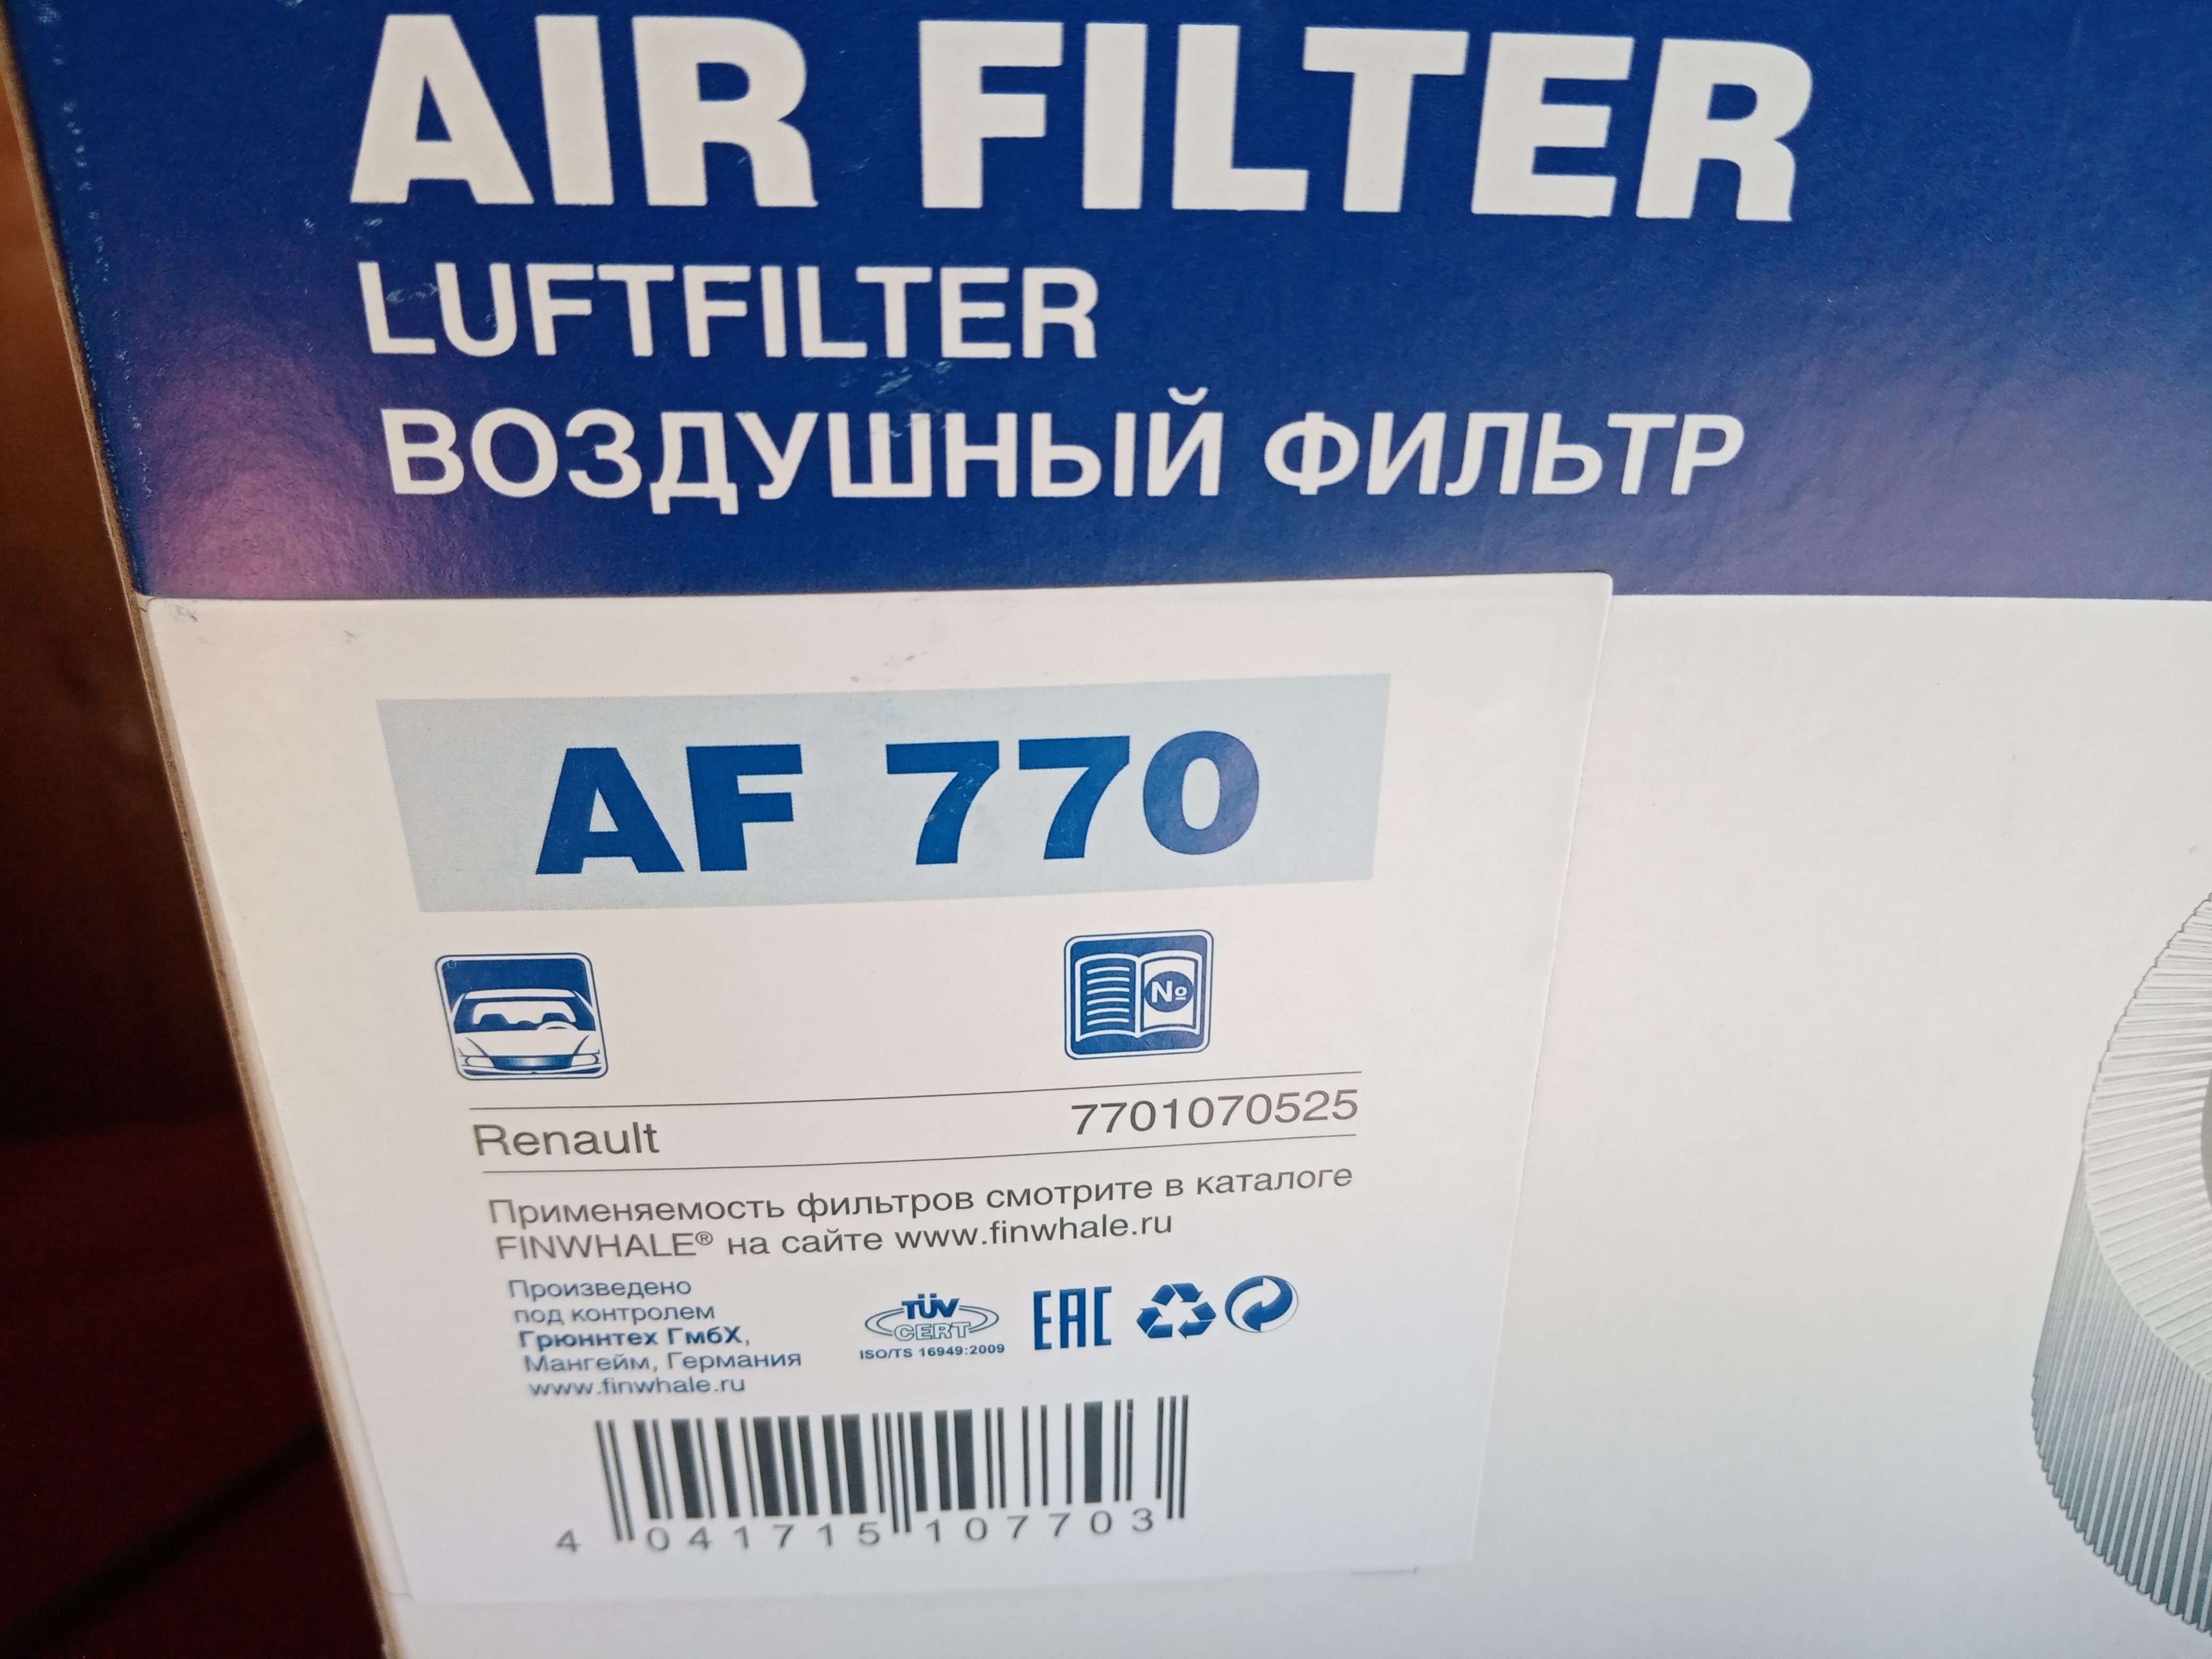 AIR FILTER
LUFTFILTER
ВОЗДУШНЫЙ ФИЛЬТР
AF 770
№
Renault 7701070525
Применяемость фильтров смотрите в каталоге
FINWHALE® на сайте www.finwhale.ru
Произведено
под контролем
Грюннтех ГмбХ,
Мангейм, Германия
www.finwhale.ru
TÜV
CERT
ISO/TS 16949:2009
EAC
4 041715 107703